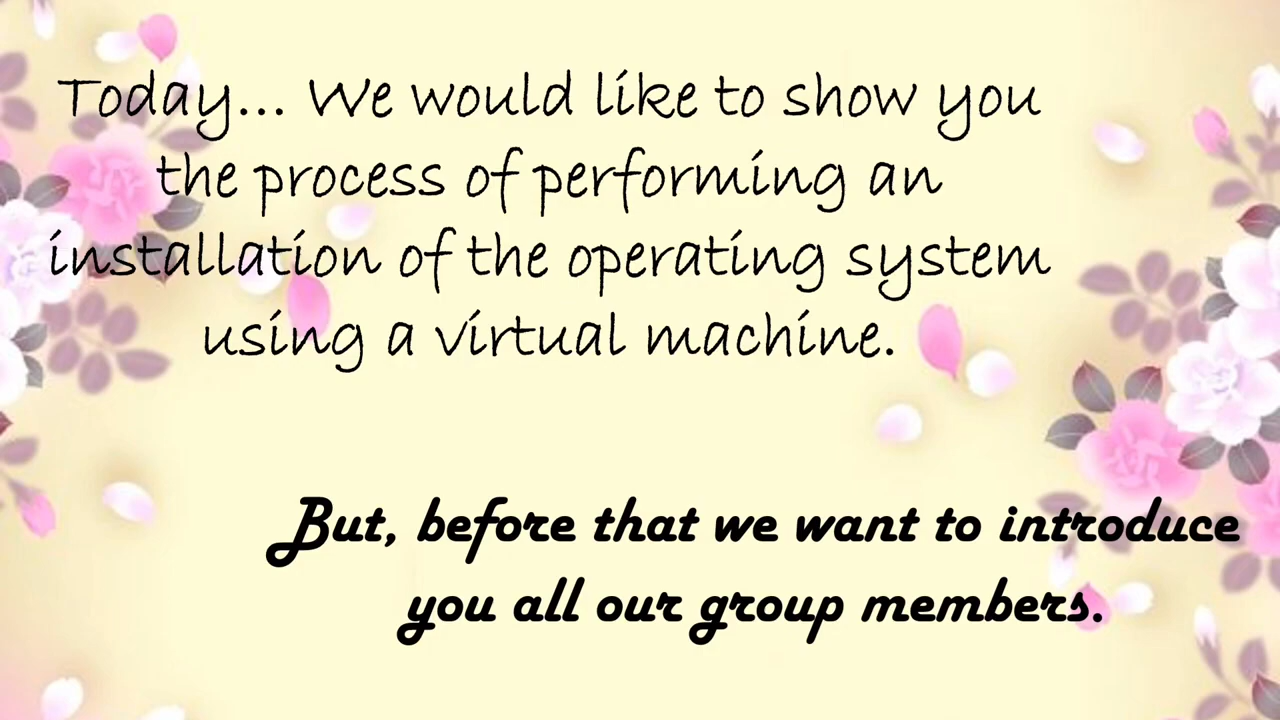 Today... We would like to show you
the process of performing an
installation of the operating system
using a virtual machine.
But, before that we want to introduce
you all our group members.